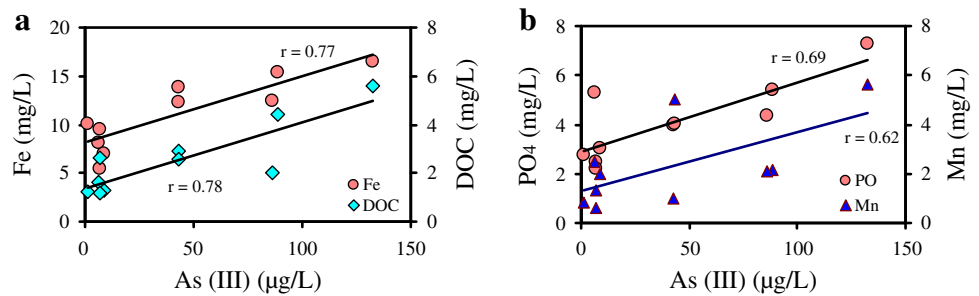 a
20
15
10
5
0
Fe (mg/L)
r = 0.77
r = 0.78
Fe
DOC
8
6
4
2
0
DOC (mg/L)
0 50 100 150
As (III) (µg/L)
b
8
6
4
2
0
PO4 (mg/L)
r = 0.69
r = 0.62
PO
Mn
8
6
4
2
0
Mn (mg/L)
0 50 100 150
As (III) (µg/L)